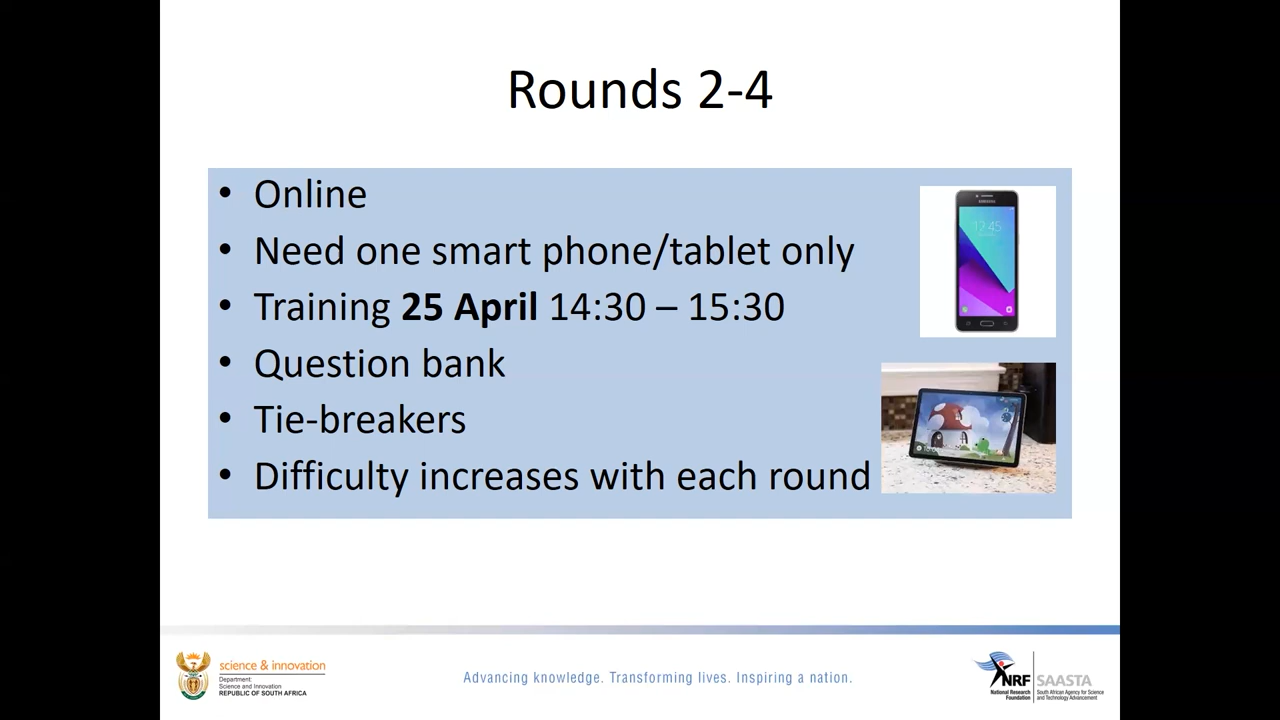 Rounds 2-4
• Online
• Need one smart phone/tablet only
• Training 25 April 14:30 – 15:30
• Question bank
• Tie-breakers
• Difficulty increases with each round
SAMSUNG
12:45
science & innovation
Department:
Science and Innovation
REPUBLIC OF SOUTH AFRICA
Advancing knowledge. Transforming lives. Inspiring a nation.
NRF
National Research
Foundation
SAASTA
South African Agency for Science
and Technology Advancement